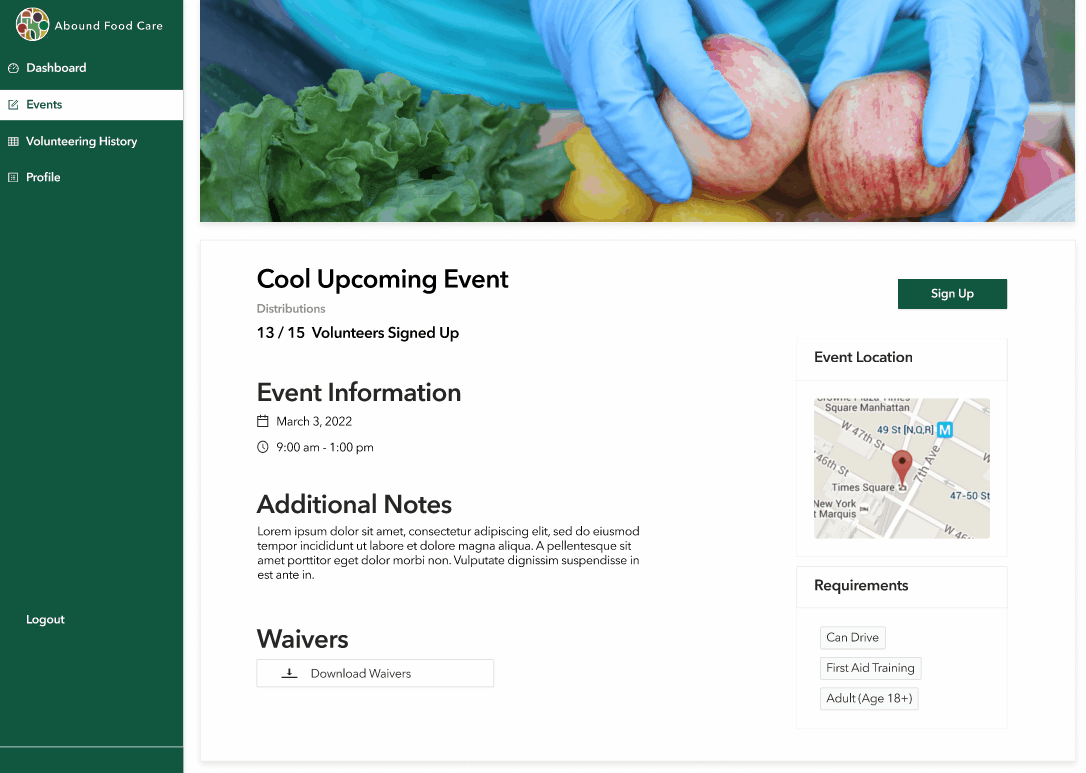 Abound Food Care
Dashboard
Events
Volunteering History
Profile
Logout
Cool Upcoming Event
Distributions
13 / 15 Volunteers Signed Up
Sign Up
Event Information
March 3, 2022
9:00 am - 1:00 pm
Additional Notes
Lorem ipsum dolor sit amet, consectetur adipiscing elit, sed do eiusmod
tempor incididunt ut labore et dolore magna aliqua. A pellentesque sit
amet porttitor eget dolor morbi non. Vulputate dignissim suspendisse in
est ante in.
Waivers
Download Waivers
Event Location
Crowne Plaza Times
Square Manhattan
49 St [N,Q,R]
M
W 47th St
46th St
7th Ave
W
Times Square
47-50 St
New York
t Marquis
W 46th St
Requirements
Can Drive
First Aid Training
Adult (Age 18+)